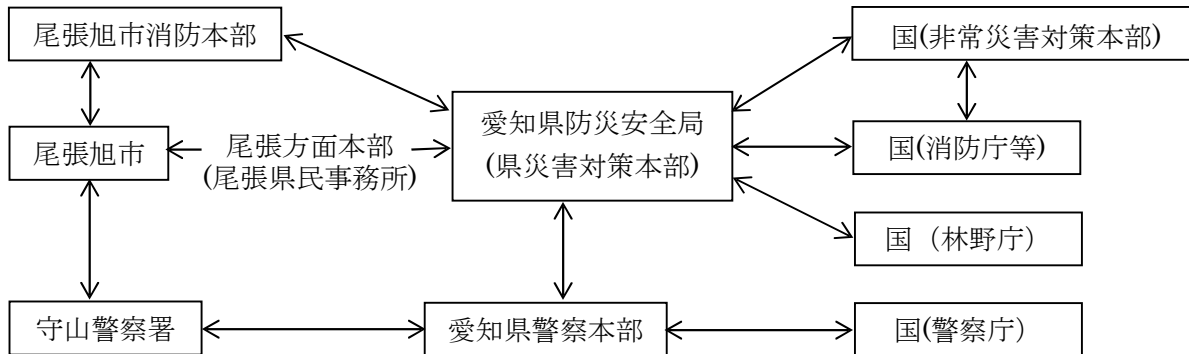 尾張旭市消防本部
国(非常災害対策本部)
愛知県防災安全局
(県災害対策本部)
尾張旭市
尾張方面本部
(尾張県民事務所)
国(消防庁等)
国（林野庁）
守山警察署
愛知県警察本部
国(警察庁）